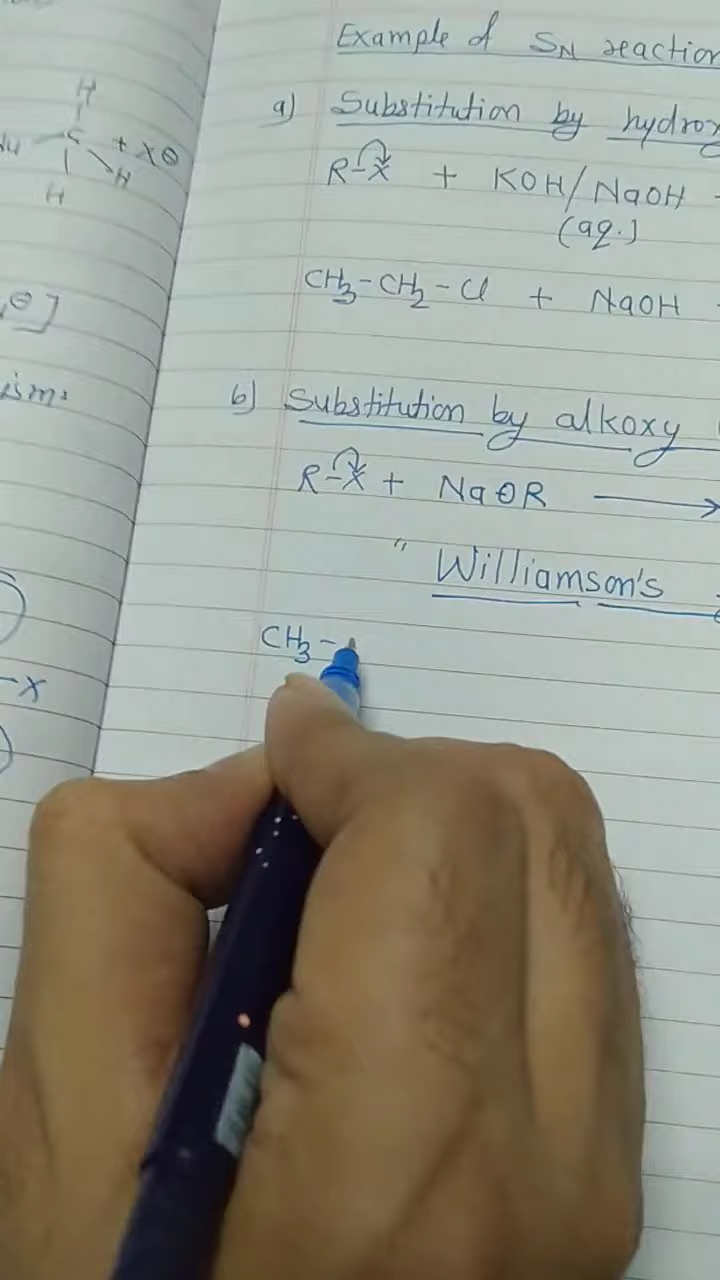 H
C + X⊖
H
H
⊖]
-X
Example of SN reaction
a) Substitution by
R-X + KOH/NaOH
(aq.)
CH3-CH2-Cl + NaOH
b) Substitution by alkoxy
R-X + NaOR ⟶
" Williamson's
CH3-